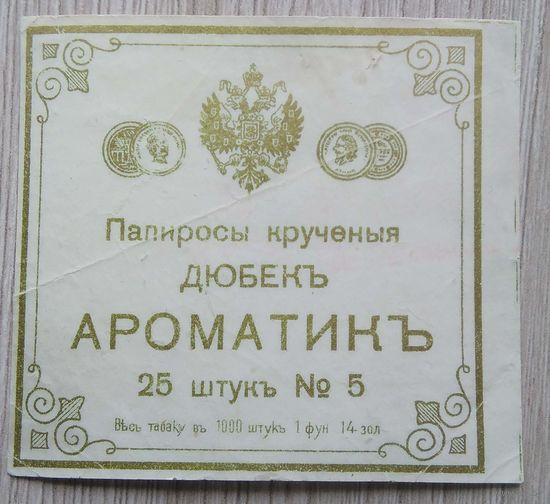 Папиросы крученыя
ДЮБЕКЪ
АРОМАТИКЪ
25 штукъ № 5
Вѣсъ табаку въ 1000 штукъ 1 фун 14 зол